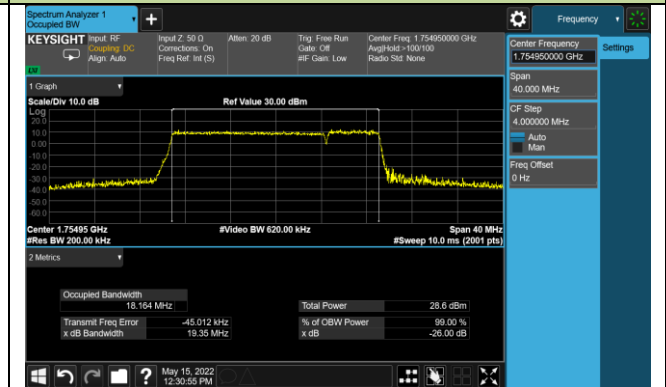 Spectrum Analyzer 1
Occupied BW
+
Frequency
KEYSIGHT Input: RF Input Z: 50 Ω Atten: 20 dB Trig: Free Run Center Freq: 1.754950000 GHz
Coupling: DC Corrections: On Gate: Off Avg|Hold:>100/100
Align: Auto Freq Ref: Int (S) #IF Gain: Low Radio Std: None
Center Frequency
1.754950000 GHz
Settings
Span
40.000 MHz
CF Step
4.000000 MHz
Auto
Man
Freq Offset
0 Hz
1 Graph
Scale/Div 10.0 dB Ref Value 30.00 dBm
Log
20.0
10.0
0.00
-10.0
-20.0
-30.0
-40.0
-50.0
-60.0
Center 1.75495 GHz #Video BW 620.00 kHz Span 40 MHz
#Res BW 200.00 kHz #Sweep 10.0 ms (2001 pts)
2 Metrics
Occupied Bandwidth
18.164 MHz Total Power 28.6 dBm
Transmit Freq Error -45.012 kHz % of OBW Power 99.00 %
x dB Bandwidth 19.35 MHz x dB -26.00 dB
? May 15, 2022
12:30:55 PM